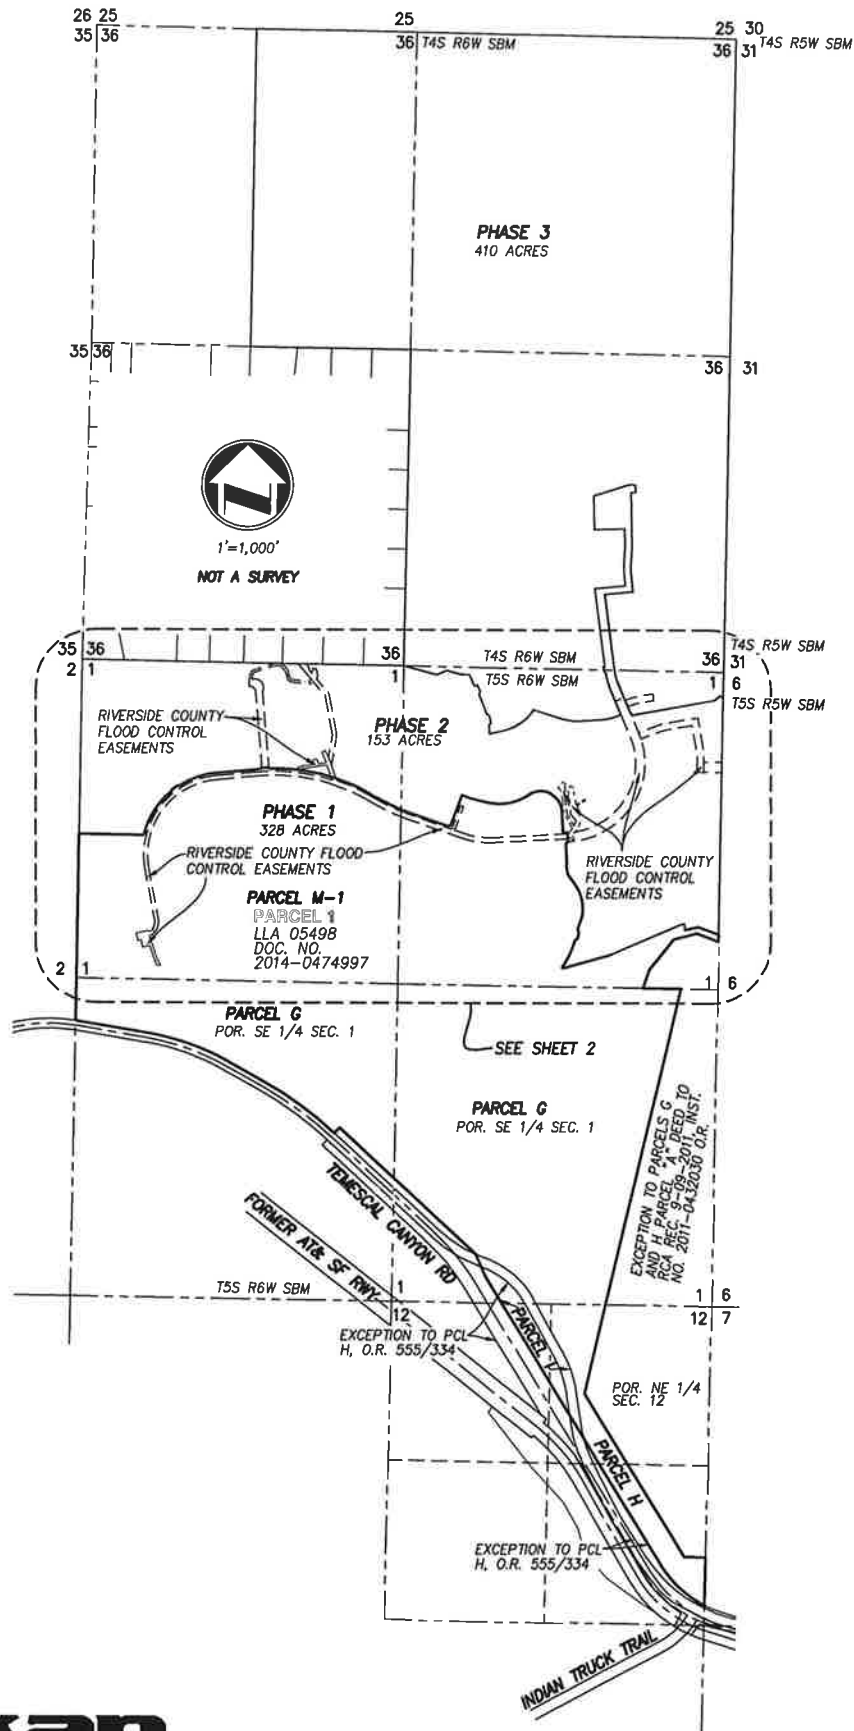 26 25
35 36
25
36 T4S R6W SBM
25 30
36 31 T4S R5W SBM
PHASE 3
410 ACRES
35 36
36 31
1"=1,000'
NOT A SURVEY
35 36
2 1
36
1
T4S R6W SBM
T5S R6W SBM
36 31
1 6
T4S R5W SBM
T5S R5W SBM
RIVERSIDE COUNTY
FLOOD CONTROL
EASEMENTS
PHASE 2
153 ACRES
PHASE 1
328 ACRES
RIVERSIDE COUNTY FLOOD
CONTROL EASEMENTS
RIVERSIDE COUNTY
FLOOD CONTROL
EASEMENTS
PARCEL M-1
PARCEL 1
LLA 05498
DOC. NO.
2014-0474997
2 1
1 6
PARCEL G
POR. SE 1/4 SEC. 1
SEE SHEET 2
PARCEL G
POR. SE 1/4 SEC. 1
EXCEPTION TO PARCELS G
AND H PARCEL "A" DEED TO
RCA REC. 9-09-2011, INST.
NO. 2011-0432030 O.R.
TEMESCAL CANYON RD
FORMER AT& SF RWY
T5S R6W SBM
1
12
1 6
12 7
EXCEPTION TO PCL
H, O.R. 555/334
PARCEL I
POR. NE 1/4
SEC. 12
PARCEL H
EXCEPTION TO PCL
H, O.R. 555/334
INDIAN TRUCK TRAIL